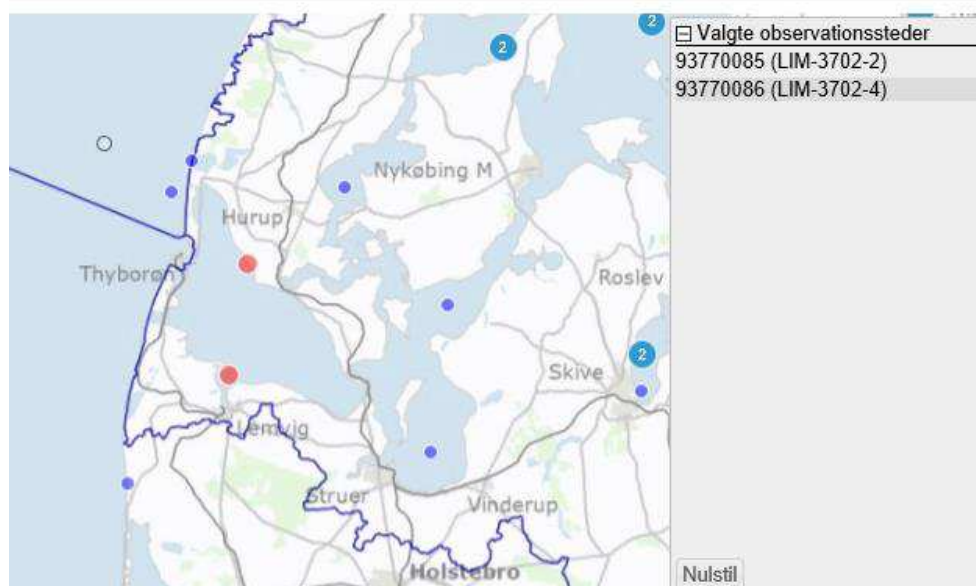 2
2
Valgte observationssteder
93770085 (LIM-3702-2)
93770086 (LIM-3702-4)
Nykøbing M
Hurup
Thyborøn
Roslev
2
Skive
Lemvig
Struer
Vinderup
Holstebro
Nulstil